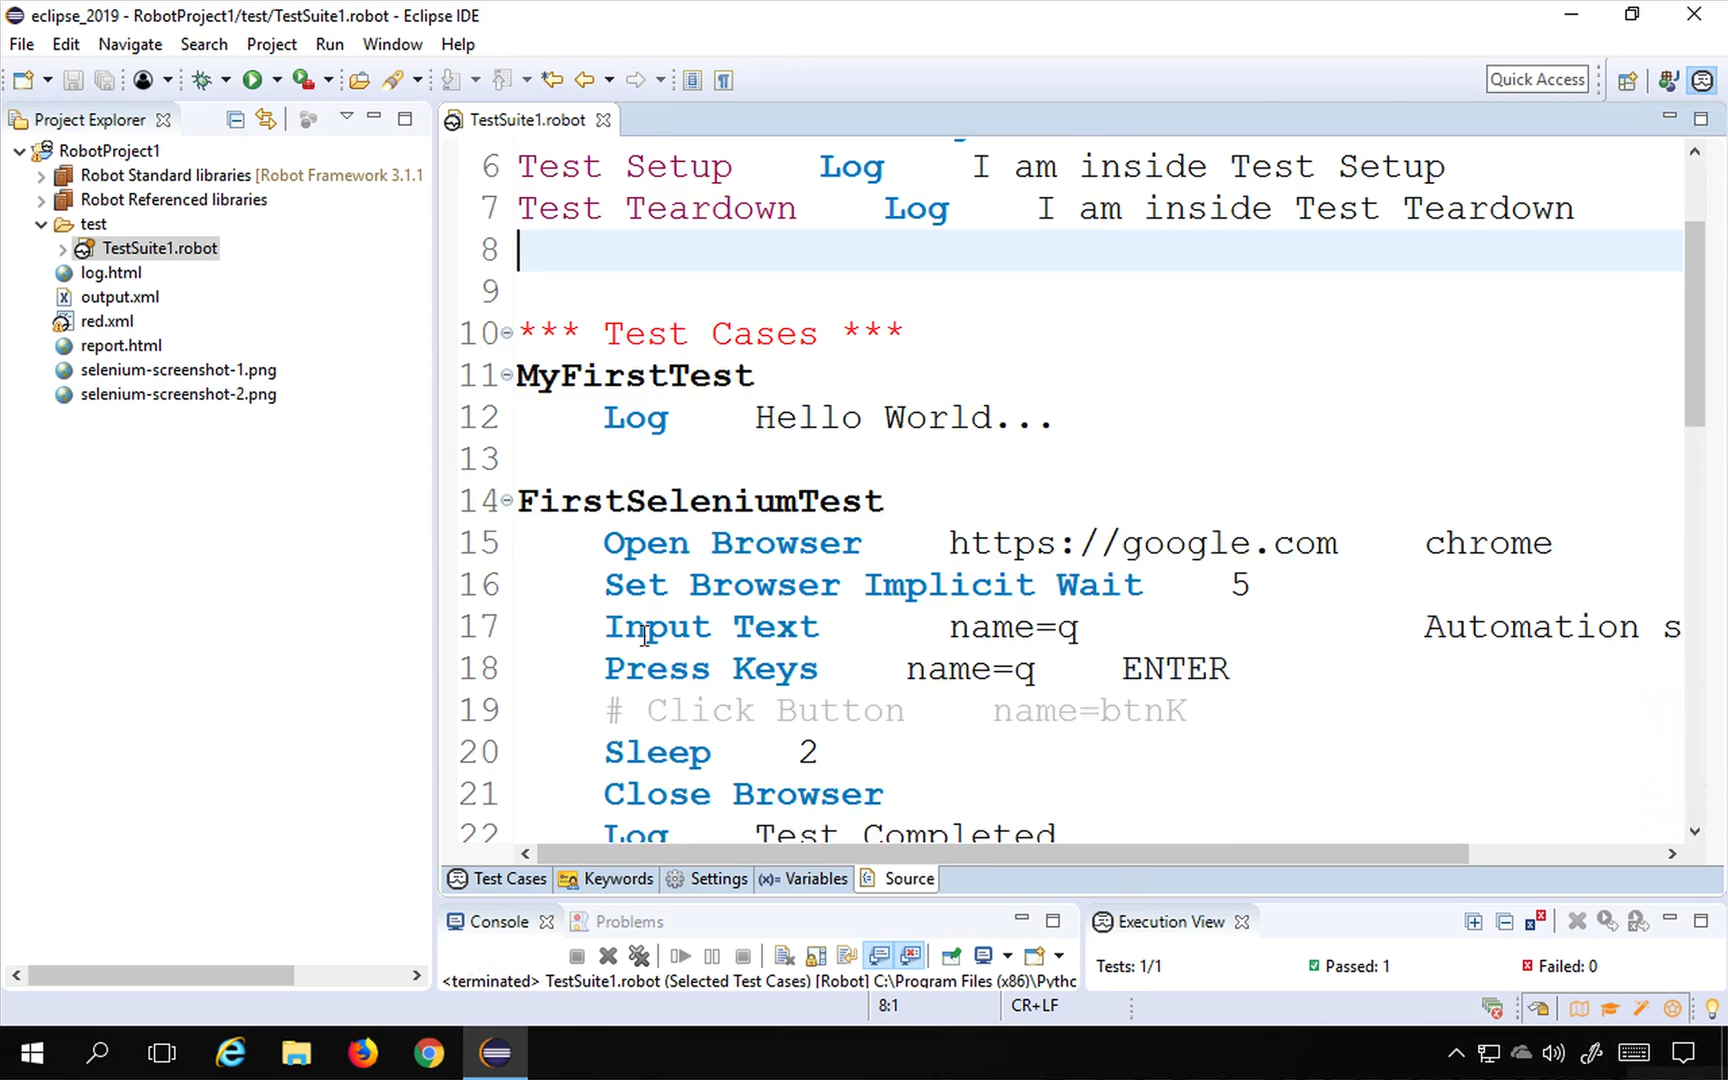 eclipse_2019 - RobotProject1/test/TestSuite1.robot - Eclipse IDE
File Edit Navigate Search Project Run Window Help
Quick Access
Project Explorer
RobotProject1
Robot Standard libraries [Robot Framework 3.1.1
Robot Referenced libraries
test
TestSuite1.robot
log.html
output.xml
red.xml
report.html
selenium-screenshot-1.png
selenium-screenshot-2.png
TestSuite1.robot
6 Test Setup Log I am inside Test Setup
7 Test Teardown Log I am inside Test Teardown
8
9
10 *** Test Cases ***
11 MyFirstTest
12 Log Hello World...
13
14 FirstSeleniumTest
15 Open Browser https://google.com chrome
16 Set Browser Implicit Wait 5
17 Input Text name=q Automation s
18 Press Keys name=q ENTER
19 # Click Button name=btnK
20 Sleep 2
21 Close Browser
22 Log Test Completed
Test Cases Keywords Settings (x)= Variables Source
Console Problems
<terminated> TestSuite1.robot (Selected Test Cases) [Robot] C:\Program Files (x86)\Pythc
Execution View
Tests: 1/1 Passed: 1 Failed: 0
8:1 CR+LF